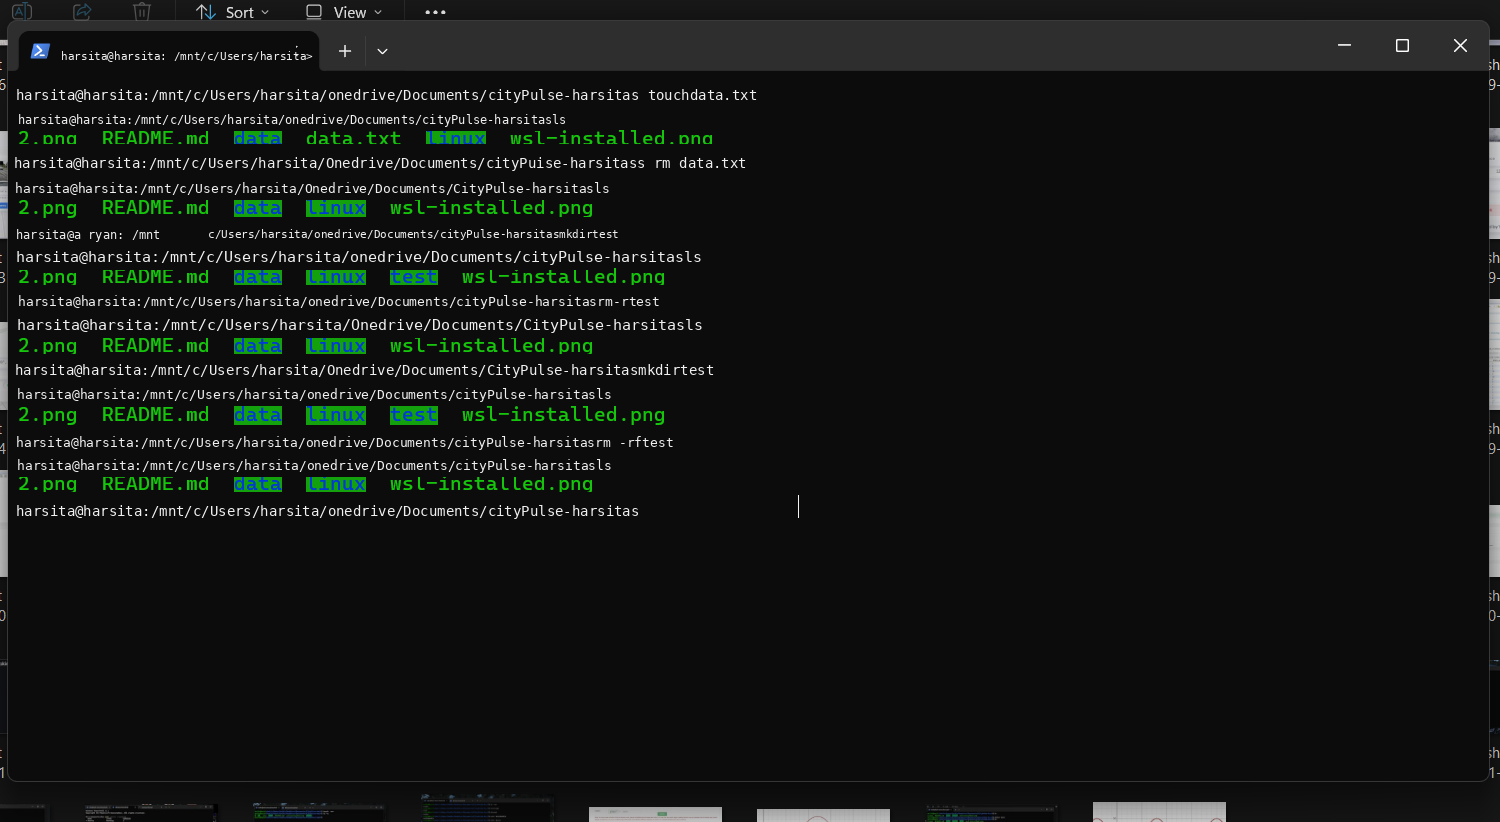 Sort View
harsita@harsita: /mnt/c/Users/harsita>
harsita@harsita:/mnt/c/Users/harsita/onedrive/Documents/cityPulse-harsitas touchdata.txt
harsita@harsita:/mnt/c/Users/harsita/onedrive/Documents/cityPulse-harsitasls
2.png README.md data data.txt linux wsl-installed.png
harsita@harsita:/mnt/c/Users/harsita/Onedrive/Documents/cityPuise-harsitass rm data.txt
harsita@harsita:/mnt/c/Users/harsita/Onedrive/Documents/CityPulse-harsitasls
2.png README.md data linux wsl-installed.png
harsita@a ryan: /mnt c/Users/harsita/onedrive/Documents/cityPulse-harsitasmkdirtest
harsita@harsita:/mnt/c/Users/harsita/onedrive/Documents/cityPulse-harsitasls
2.png README.md data linux test wsl-installed.png
harsita@harsita:/mnt/c/Users/harsita/onedrive/Documents/cityPulse-harsitasrm-rtest
harsita@harsita:/mnt/c/Users/harsita/Onedrive/Documents/CityPulse-harsitasls
2.png README.md data linux wsl-installed.png
harsita@harsita:/mnt/c/Users/harsita/Onedrive/Documents/CityPulse-harsitasmkdirtest
harsita@harsita:/mnt/c/Users/harsita/onedrive/Documents/cityPulse-harsitasls
2.png README.md data linux test wsl-installed.png
harsita@harsita:/mnt/c/Users/harsita/onedrive/Documents/cityPulse-harsitasrm -rftest
harsita@harsita:/mnt/c/Users/harsita/onedrive/Documents/cityPulse-harsitasls
2.png README.md data linux wsl-installed.png
harsita@harsita:/mnt/c/Users/harsita/onedrive/Documents/cityPulse-harsitas